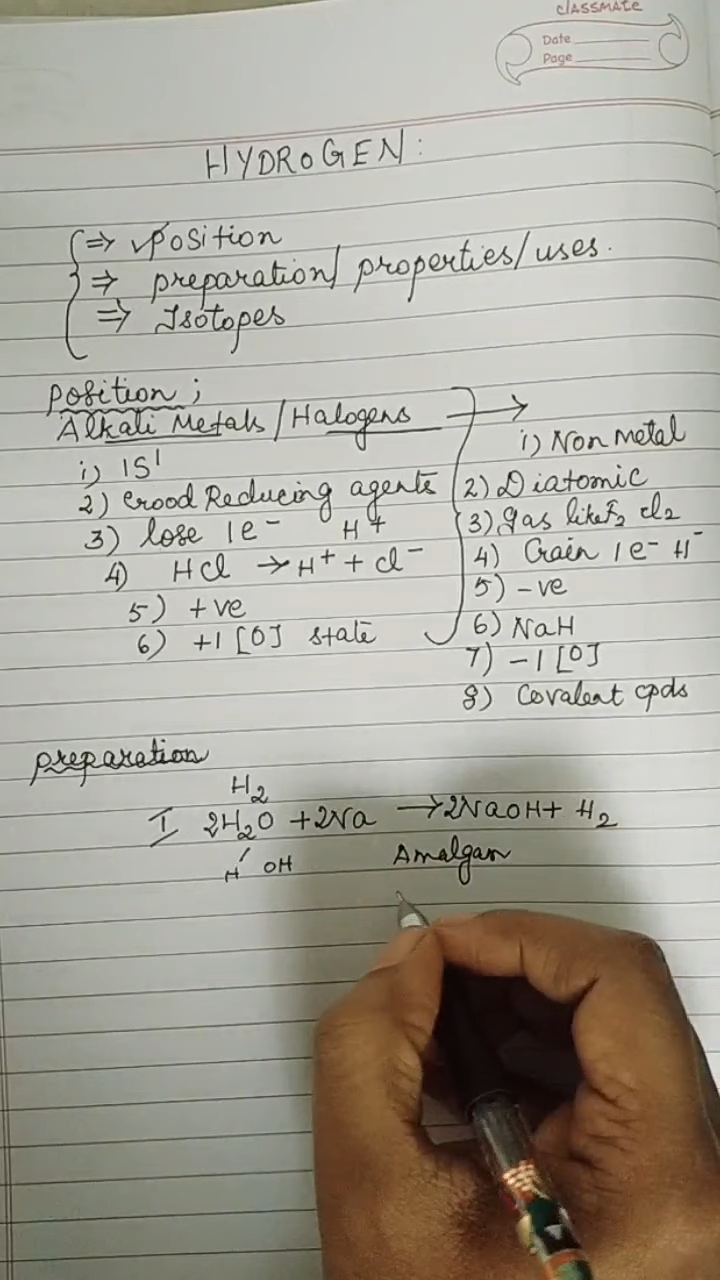 CLASSMATE
Date
Page
HYDROGEN:
⇒ Position
⇒ preparation/ properties/uses.
⇒ Isotopes
position ;
Alkali Metals / Halogens →
i) 1S¹
2) Good Reducing agents
3) lose 1e⁻ H⁺
4) HCl → H⁺ + Cl⁻
5) +ve
6) +1 [O] state
i) Non metal
2) Diatomic
3) gas like F₂ Cl₂
4) Gain 1e⁻ H⁻
5) -ve
6) NaH
7) -1 [O]
8) Covalent cpds
preparation
H₂
I 2H₂O + 2Na → 2NaOH + H₂
H OH Amalgam